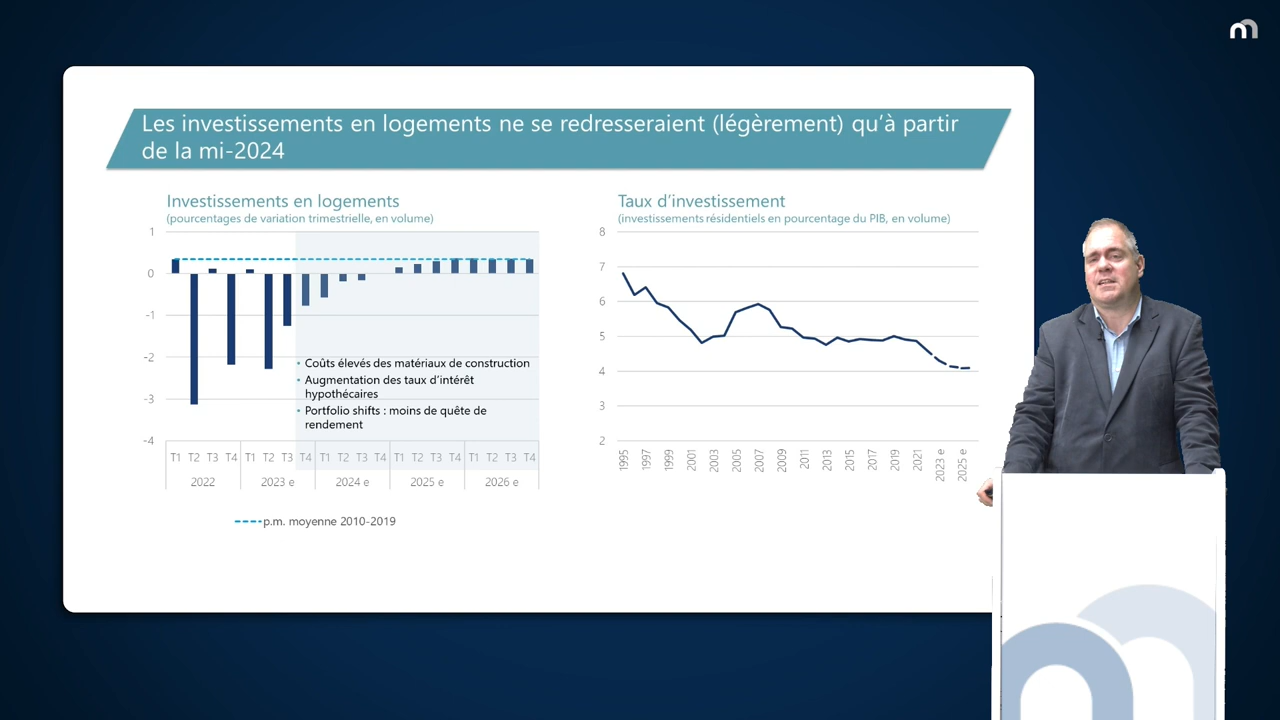 Les investissements en logements ne se redresseraient (légèrement) qu'à partir
de la mi-2024
Investissements en logements
(pourcentages de variation trimestrielle, en volume)
1
0
-1
-2
-3
-4
• Coûts élevés des matériaux de construction
• Augmentation des taux d'intérêt
hypothécaires
• Portfolio shifts : moins de quête de
rendement
T1 T2 T3 T4 T1 T2 T3 T4 T1 T2 T3 T4 T1 T2 T3 T4 T1 T2 T3 T4
2022 2023 e 2024 e 2025 e 2026 e
p.m. moyenne 2010-2019
Taux d'investissement
(investissements résidentiels en pourcentage du PIB, en volume)
8
7
6
5
4
3
2
1995 1997 1999 2001 2003 2005 2007 2009 2011 2013 2015 2017 2019 2021 2023 e 2025 e